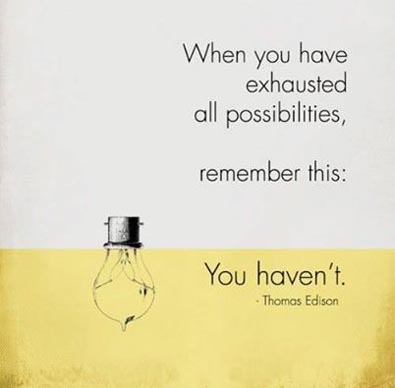 When you have
exhausted
all possibilities,
remember this:
You haven't.
- Thomas Edison